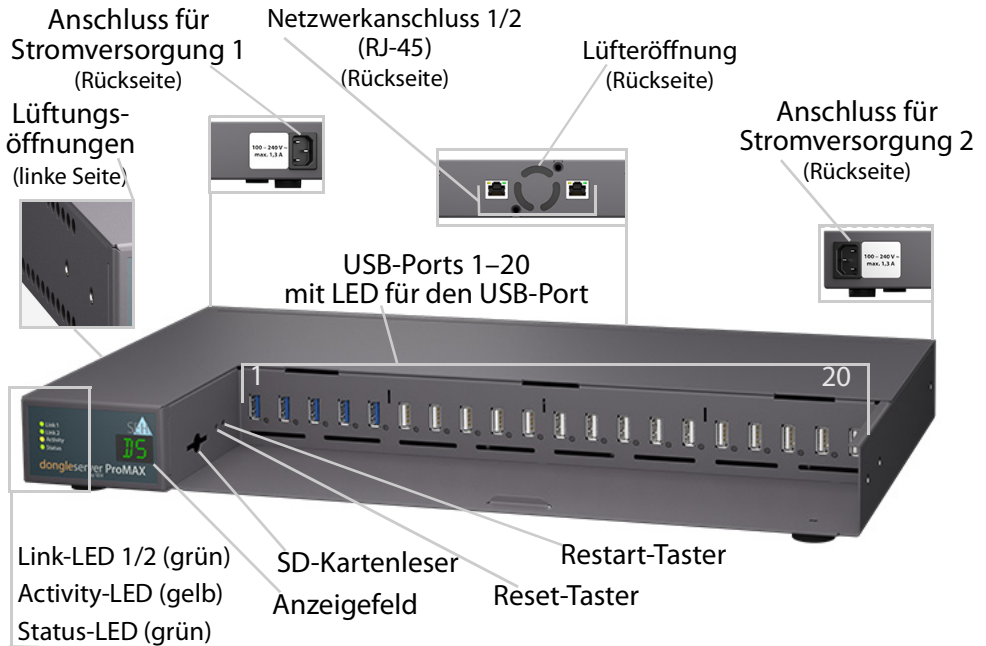 Anschluss für
Stromversorgung 1
(Rückseite)
Netzwerkanschluss 1/2
(RJ-45)
(Rückseite)
Lüfteröffnung
(Rückseite)
Anschluss für
Stromversorgung 2
(Rückseite)
Lüftungs-
öffnungen
(linke Seite)
100 – 240 V ~
max. 1,3 A
100 – 240 V ~
max. 1,3 A
USB-Ports 1–20
mit LED für den USB-Port
1
20
Link 1
Link 2
Activity
Status
DS
dongleserver ProMAX
Link-LED 1/2 (grün)
Activity-LED (gelb)
Status-LED (grün)
SD-Kartenleser
Anzeigefeld
Restart-Taster
Reset-Taster